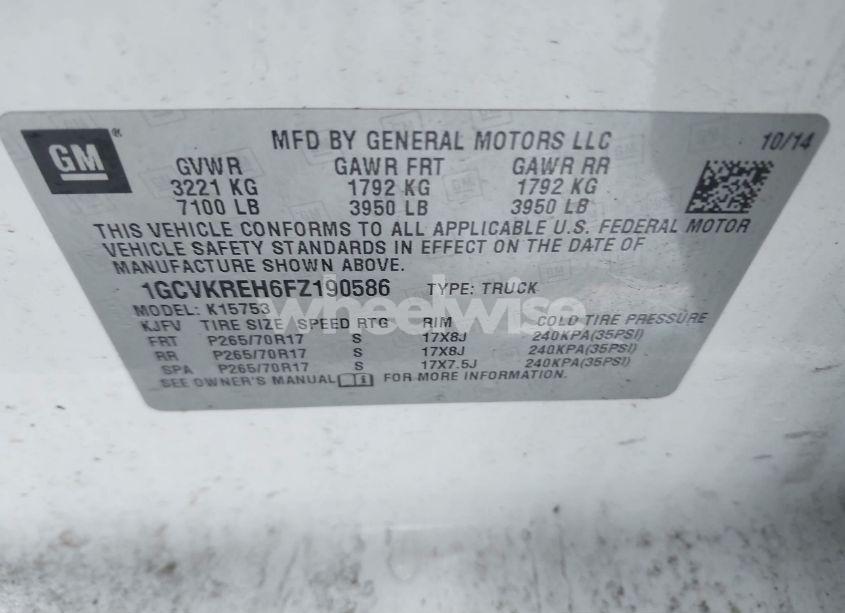 GM
MFD BY GENERAL MOTORS LLC 10/14
GVWR GAWR FRT GAWR RR
3221 KG 1792 KG 1792 KG
7100 LB 3950 LB 3950 LB
THIS VEHICLE CONFORMS TO ALL APPLICABLE U.S. FEDERAL MOTOR
VEHICLE SAFETY STANDARDS IN EFFECT ON THE DATE OF
MANUFACTURE SHOWN ABOVE.
1GCVKREH6FZ190586 TYPE: TRUCK
MODEL: K15753
wheelwise
KJFV TIRE SIZE SPEED RTG RIM COLD TIRE PRESSURE
FRT P265/70R17 S 17X8J 240KPA(35PSI)
RR P265/70R17 S 17X8J 240KPA(35PSI)
SPA P265/70R17 S 17X7.5J 240KPA(35PSI)
SEE OWNER'S MANUAL FOR MORE INFORMATION.